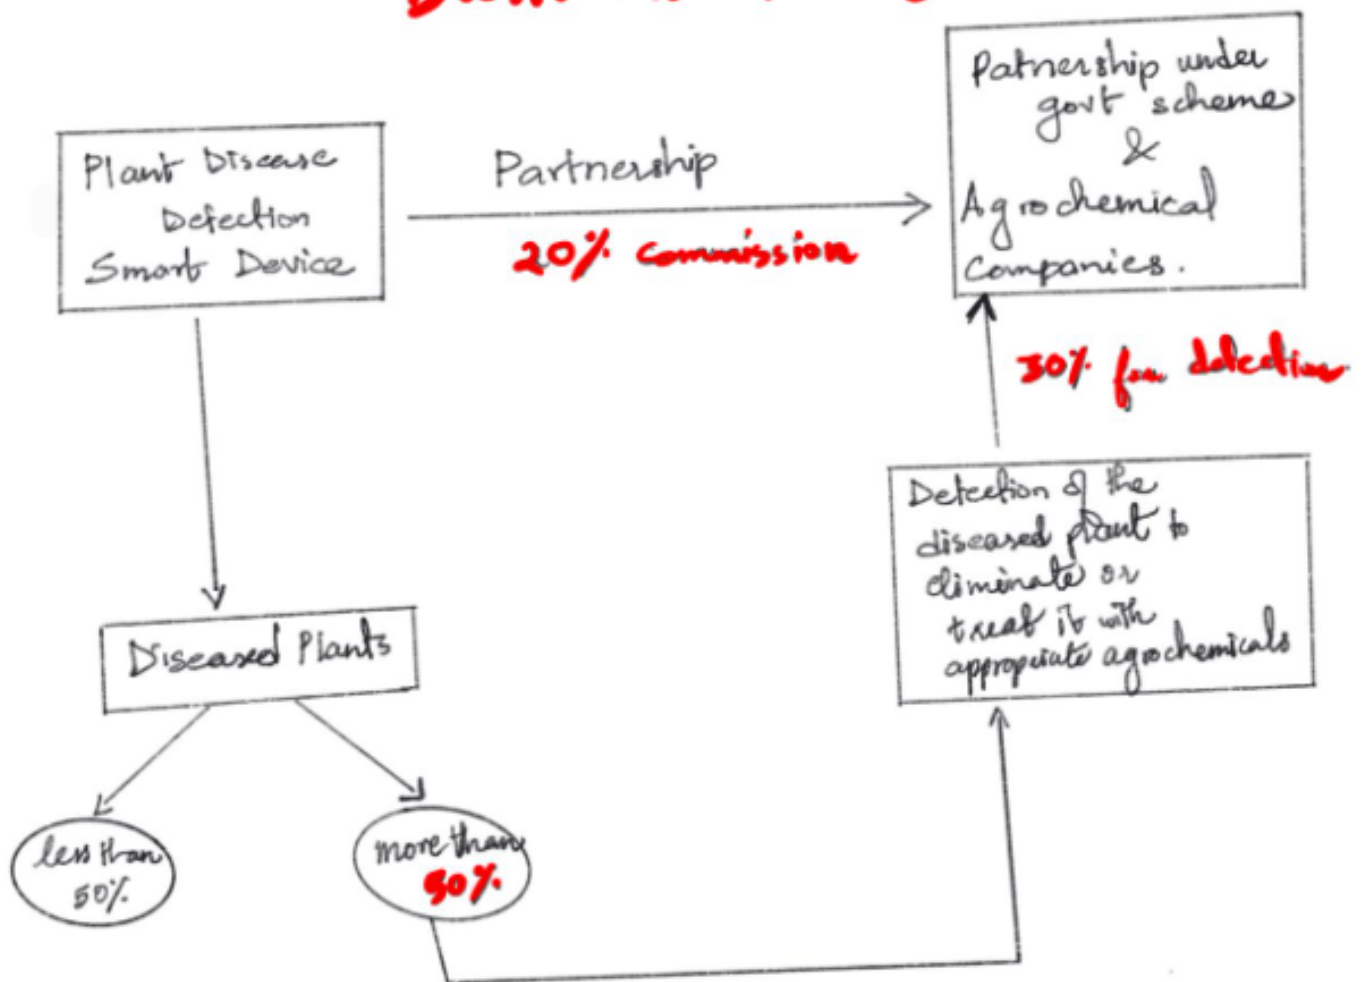 Plant Disease
Detection
Smart Device
Partnership
20% Commission
Patnership under
govt scheme
&
Agrochemical
Companies.
30% for detection
Detection of the
diseased plant to
eliminate or
treat it with
appropriate agrochemicals
Diseased Plants
less than
50%
more than
50%